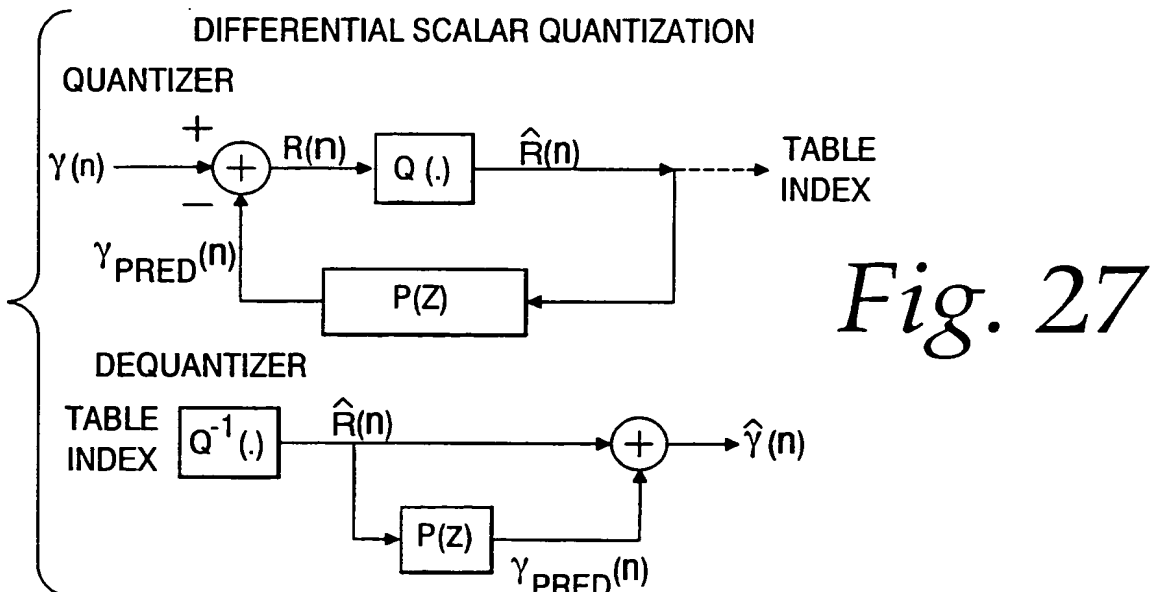 DIFFERENTIAL SCALAR QUANTIZATION
QUANTIZER
+
γ(n)
+
R(n)
Q (.)
R̂(n)
TABLE
INDEX
−
γPRED(n)
P(Z)
Fig. 27
DEQUANTIZER
TABLE
INDEX
Q⁻¹(.)
R̂(n)
+
γ̂(n)
P(z)
γPRED(n)